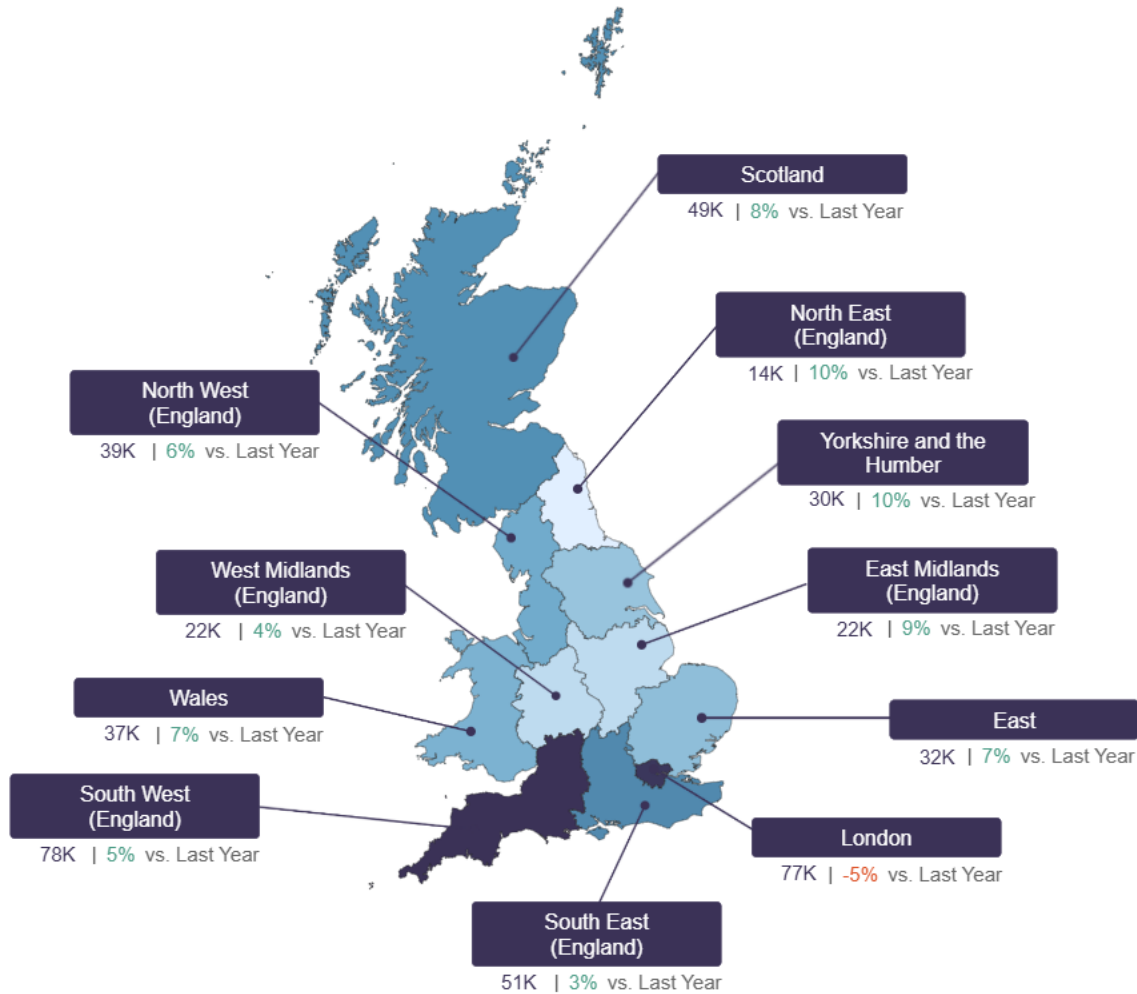 Scotland
49K | 8% vs. Last Year
North East
(England)
14K | 10% vs. Last Year
North West
(England)
39K | 6% vs. Last Year
Yorkshire and the
Humber
30K | 10% vs. Last Year
West Midlands
(England)
22K | 4% vs. Last Year
East Midlands
(England)
22K | 9% vs. Last Year
Wales
37K | 7% vs. Last Year
East
32K | 7% vs. Last Year
South West
(England)
78K | 5% vs. Last Year
London
77K | -5% vs. Last Year
South East
(England)
51K | 3% vs. Last Year